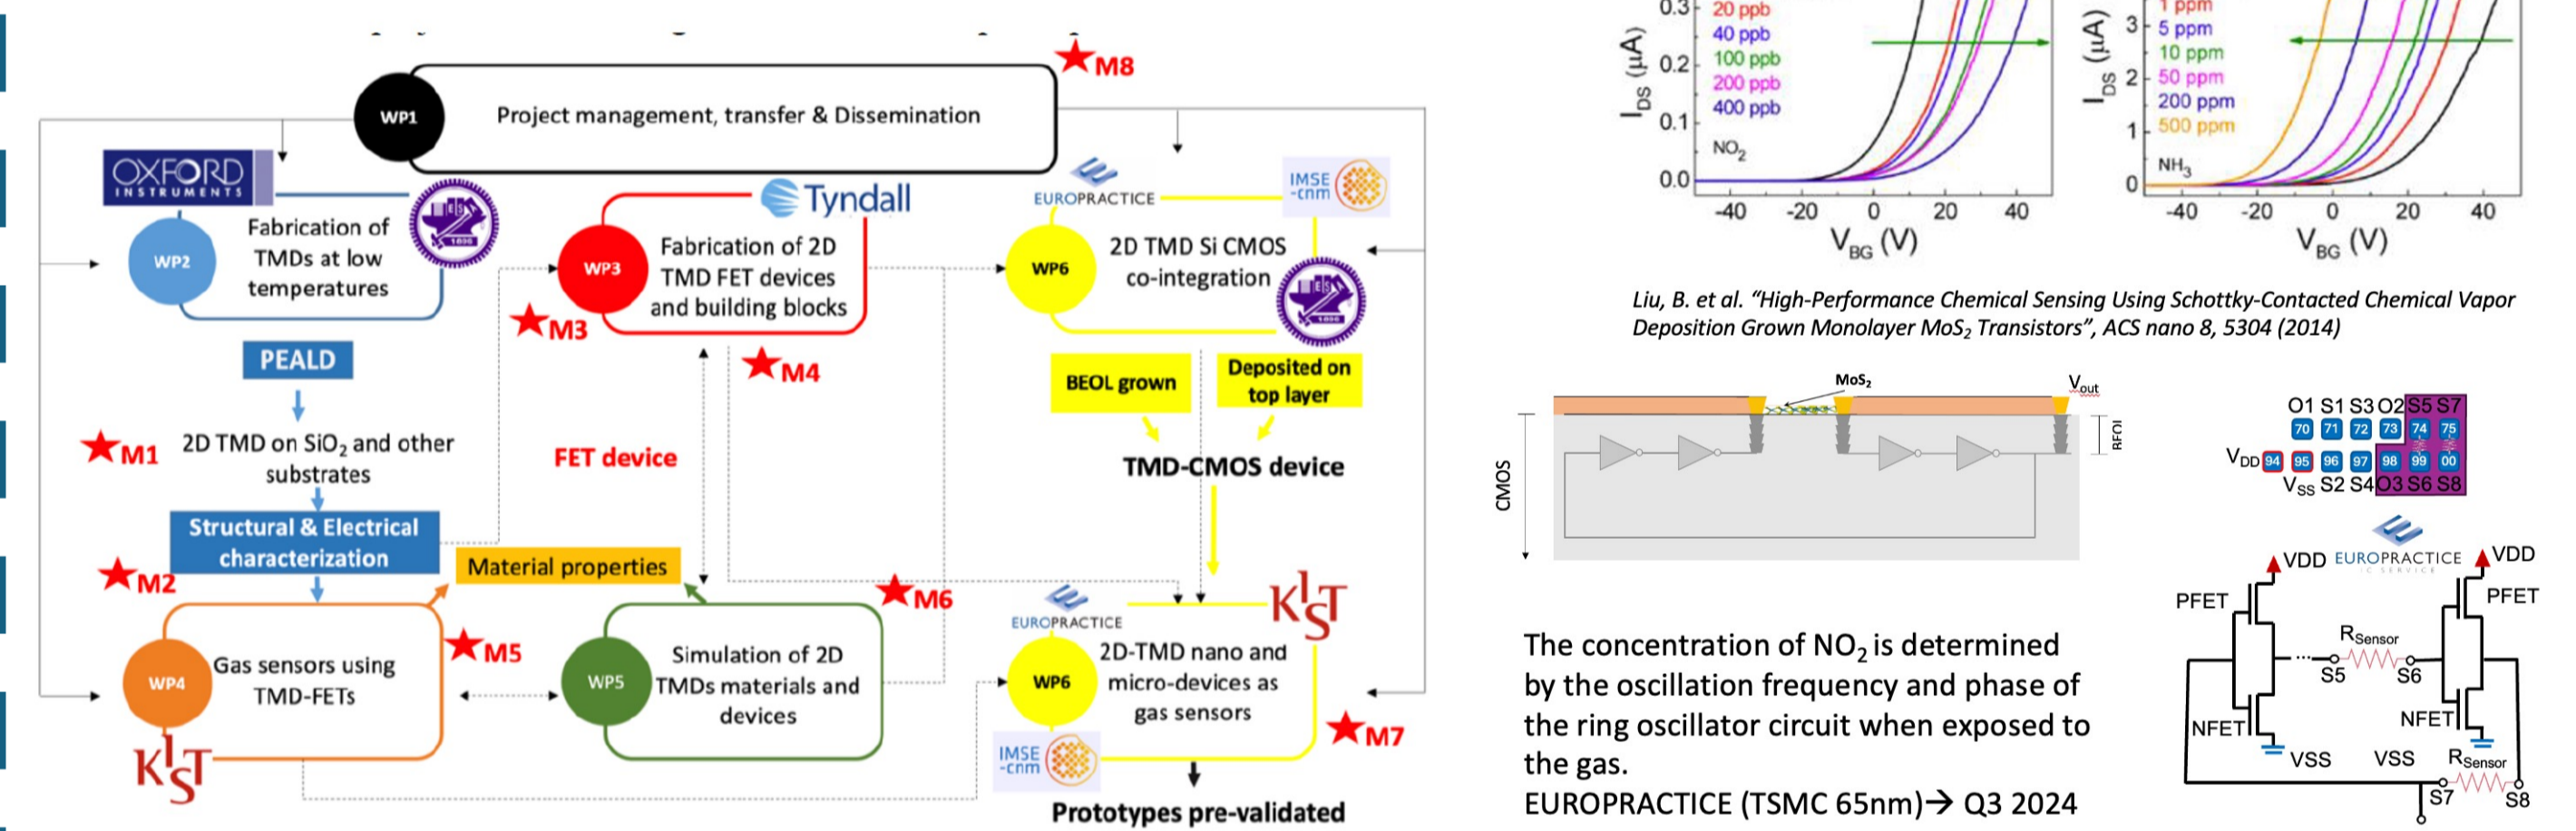 M8
WP1
Project management, transfer & Dissemination
OXFORD
INSTRUMENTS
WP2
Fabrication of
TMDs at low
temperatures
PEALD
M1
2D TMD on SiO2 and other
substrates
Structural & Electrical
characterization
M2
Material properties
WP4
Gas sensors using
TMD-FETs
M5
KIST
Tyndall
WP3
Fabrication of 2D
TMD FET devices
and building blocks
M3
M4
FET device
WP5
Simulation of 2D
TMDs materials and
devices
M6
EUROPRACTICE
IMSE
-cnm
WP6
2D TMD Si CMOS
co-integration
BEOL grown
Deposited on
top layer
TMD-CMOS device
EUROPRACTICE
KIST
WP6
2D-TMD nano and
micro-devices as
gas sensors
IMSE
-cnm
M7
Prototypes pre-validated
0.3
0.2
0.1
0.0
IDS (μA)
20 ppb
40 ppb
100 ppb
200 ppb
400 ppb
NO2
-40 -20 0 20 40
VBG (V)
3
2
1
0
IDS (μA)
1 ppm
5 ppm
10 ppm
50 ppm
200 ppm
500 ppm
NH3
-40 -20 0 20 40
VBG (V)
Liu, B. et al. “High-Performance Chemical Sensing Using Schottky-Contacted Chemical Vapor
Deposition Grown Monolayer MoS2 Transistors”, ACS nano 8, 5304 (2014)
MoS2
Vout
CMOS
O1 S1 S3 O2 S5 S7
70 71 72 73 74 75
VDD 94 95 96 97 98 99 00
VSS S2 S4 O3 S6 S8
The concentration of NO2 is determined
by the oscillation frequency and phase of
the ring oscillator circuit when exposed to
the gas.
EUROPRACTICE (TSMC 65nm)→ Q3 2024
EUROPRACTICE
IC SERVICE
VDD
VDD
PFET
PFET
RSensor
S5
S6
NFET
NFET
VSS
VSS
RSensor
S7
S8